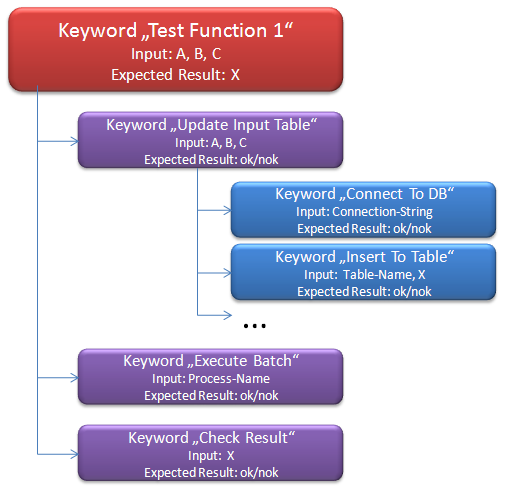 Keyword „Test Function 1“
Input: A, B, C
Expected Result: X
Keyword „Update Input Table“
Input: A, B, C
Expected Result: ok/nok
Keyword „Connect To DB“
Input: Connection-String
Expected Result: ok/nok
Keyword „Insert To Table“
Input: Table-Name, X
Expected Result: ok/nok
...
Keyword „Execute Batch“
Input: Process-Name
Expected Result: ok/nok
Keyword „Check Result“
Input: X
Expected Result: ok/nok